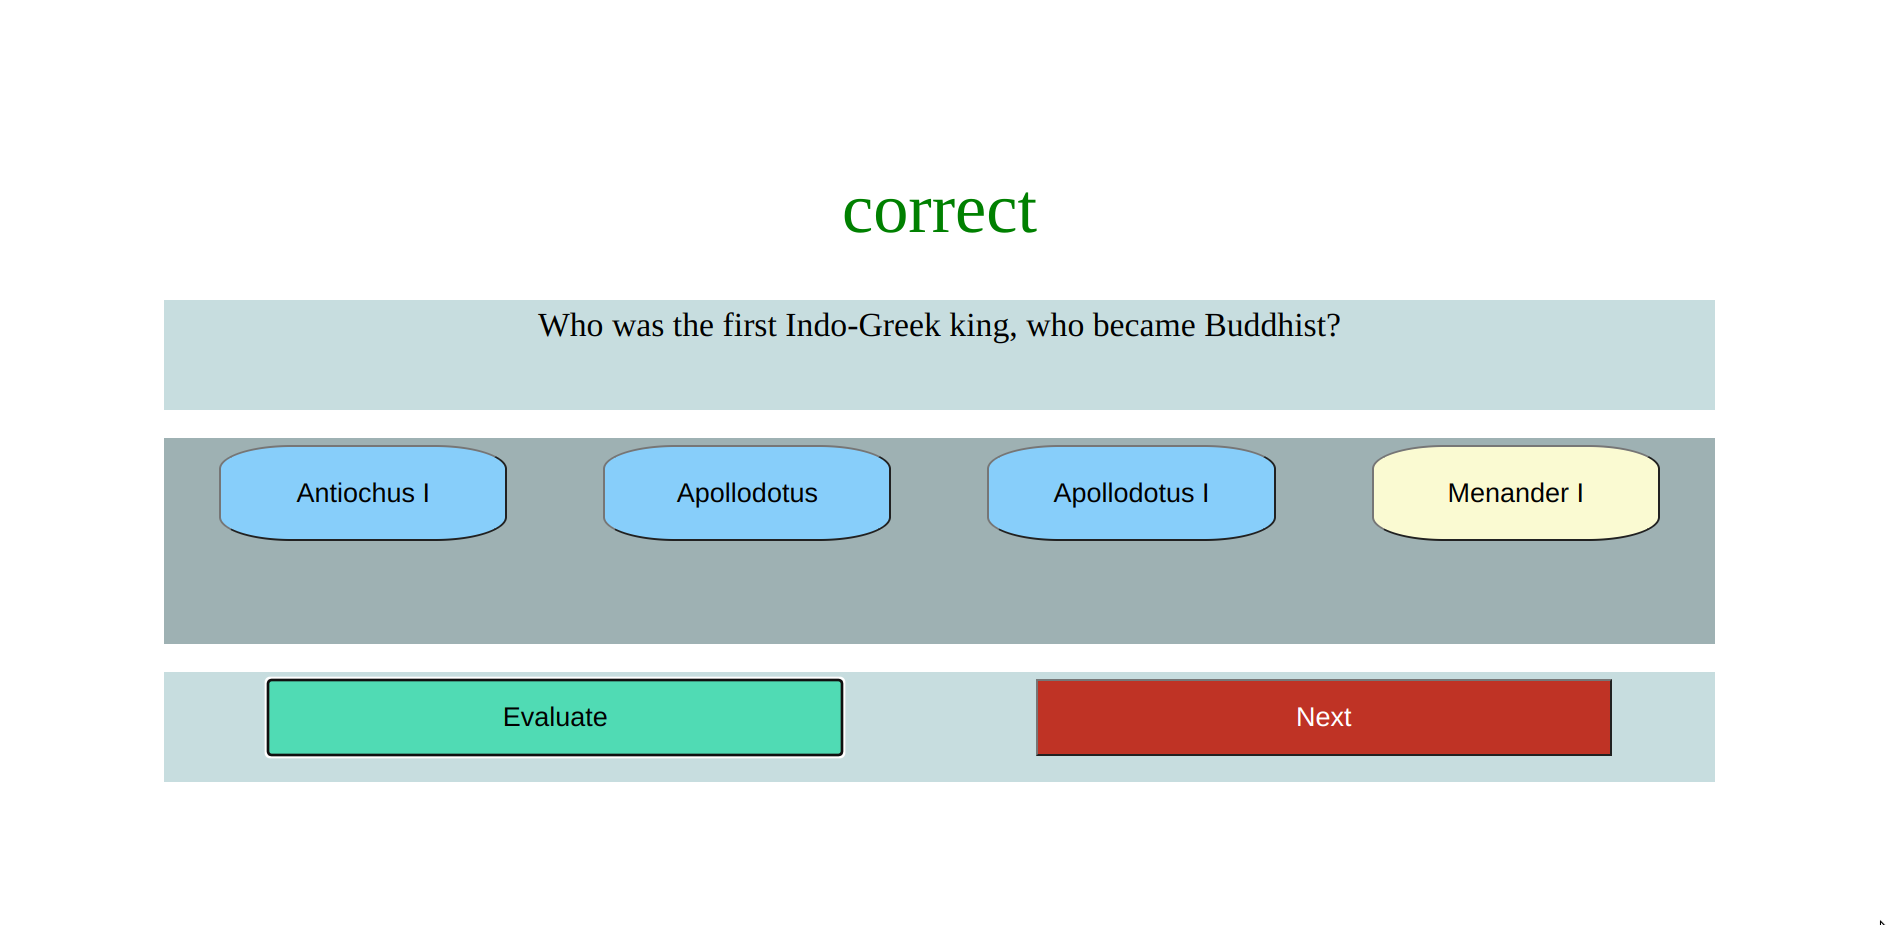 correct
Who was the first Indo-Greek king, who became Buddhist?
Antiochus I
Apollodotus
Apollodotus I
Menander I
Evaluate
Next